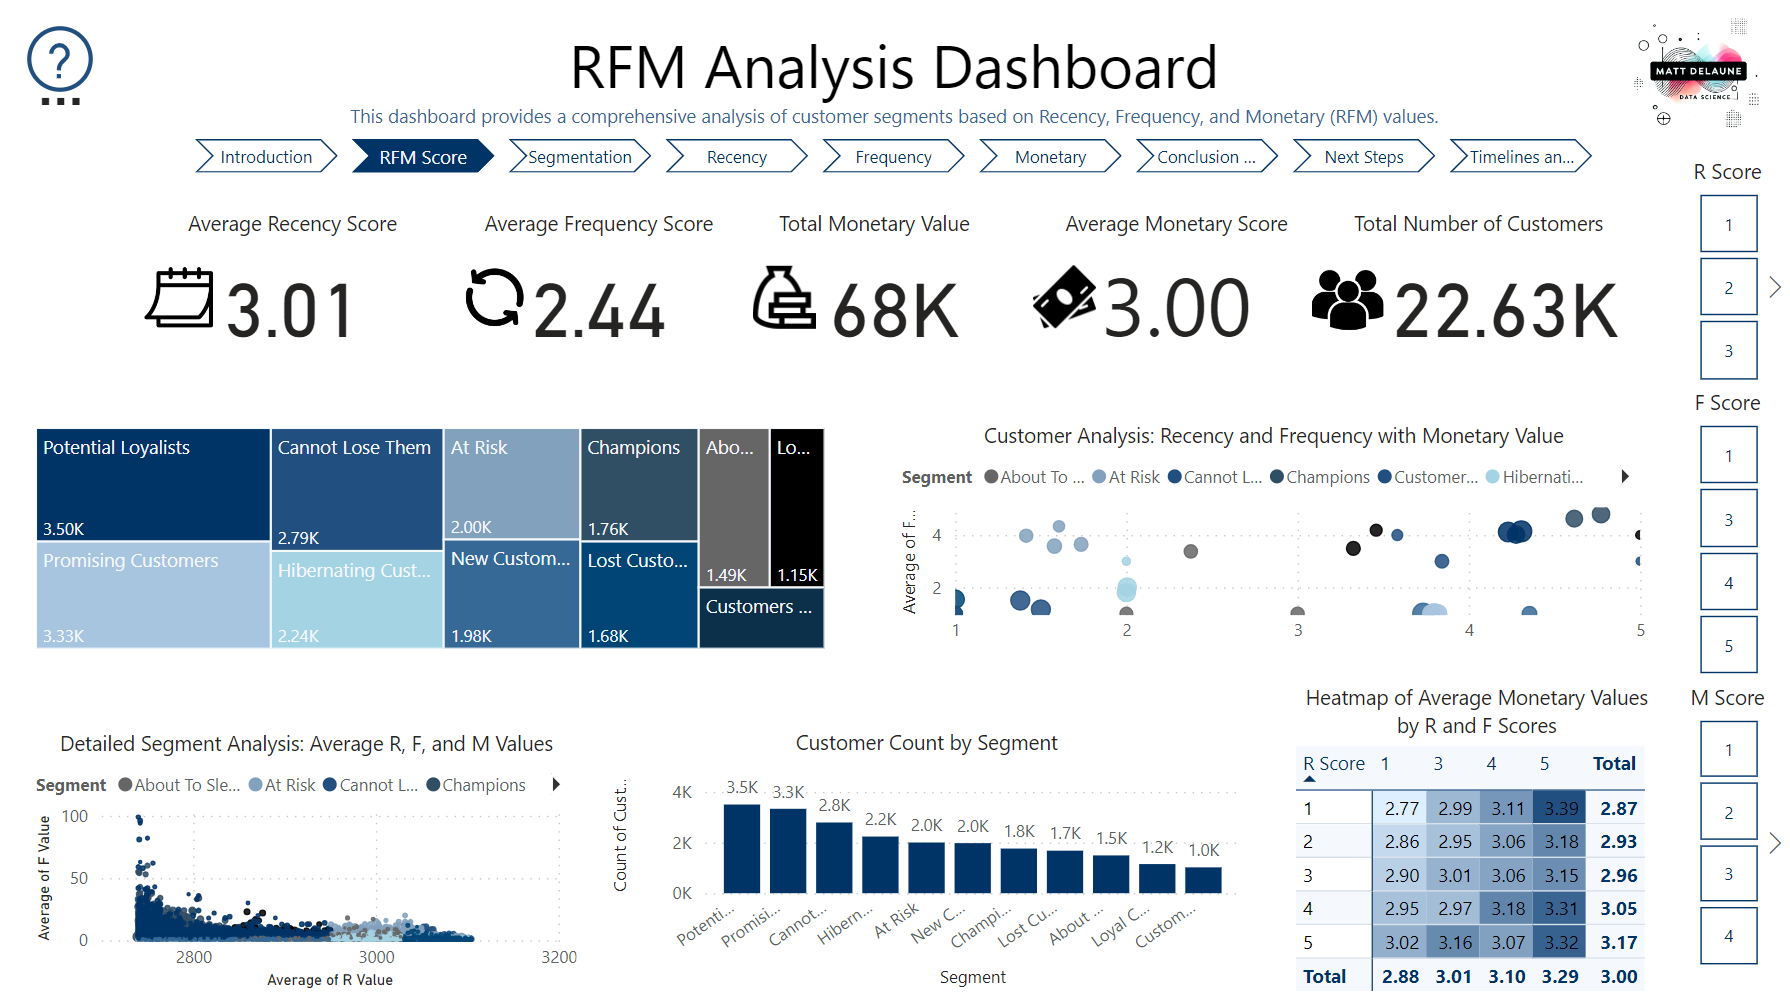 RFM Analysis Dashboard
MATT DELAUNE
DATA SCIENCE
This dashboard provides a comprehensive analysis of customer segments based on Recency, Frequency, and Monetary (RFM) values.
Introduction
RFM Score
Segmentation
Recency
Frequency
Monetary
Conclusion ...
Next Steps
Timelines an...
Average Recency Score
3.01
Average Frequency Score
2.44
Total Monetary Value
68K
Average Monetary Score
3.00
Total Number of Customers
22.63K
R Score
1
2
3
F Score
1
3
4
5
M Score
1
2
3
4
Potential Loyalists
3.50K
Promising Customers
3.33K
Cannot Lose Them
2.79K
Hibernating Cust...
2.24K
At Risk
2.00K
New Custom...
1.98K
Champions
1.76K
Lost Custo...
1.68K
Abo...
1.49K
Lo...
1.15K
Customers ...
Customer Analysis: Recency and Frequency with Monetary Value
Segment About To ... At Risk Cannot L... Champions Customer... Hibernati...
Average of F...
4
2
1 2 3 4 5
Detailed Segment Analysis: Average R, F, and M Values
Segment About To Sle... At Risk Cannot L... Champions
Average of F Value
100
50
0
2800 3000 3200
Average of R Value
Customer Count by Segment
Count of Cust...
4K
2K
0K
3.5K 3.3K 2.8K 2.2K 2.0K 2.0K 1.8K 1.7K 1.5K 1.2K 1.0K
Potenti... Promisi... Cannot... Hibern... At Risk New C... Champi... Lost Cu... About ... Loyal C... Custom...
Segment
Heatmap of Average Monetary Values
by R and F Scores
R Score 1 3 4 5 Total
1 2.77 2.99 3.11 3.39 2.87
2 2.86 2.95 3.06 3.18 2.93
3 2.90 3.01 3.06 3.15 2.96
4 2.95 2.97 3.18 3.31 3.05
5 3.02 3.16 3.07 3.32 3.17
Total 2.88 3.01 3.10 3.29 3.00